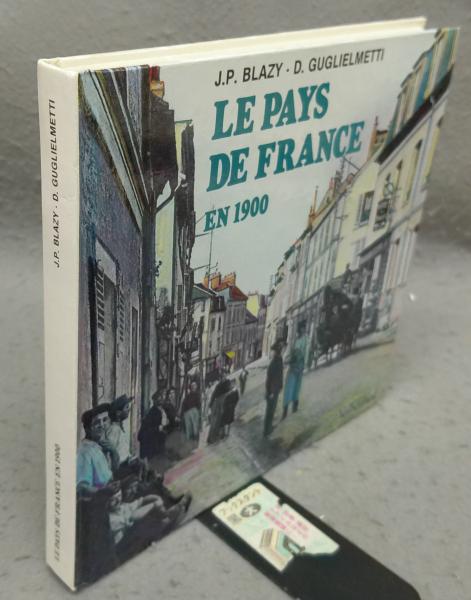 J.P. BLAZY · D. GUGLIELMETTI
LE PAYS
DE FRANCE
EN 1900
J.P. BLAZY · D. GUGLIELMETTI
LE PAYS DE FRANCE EN 1900